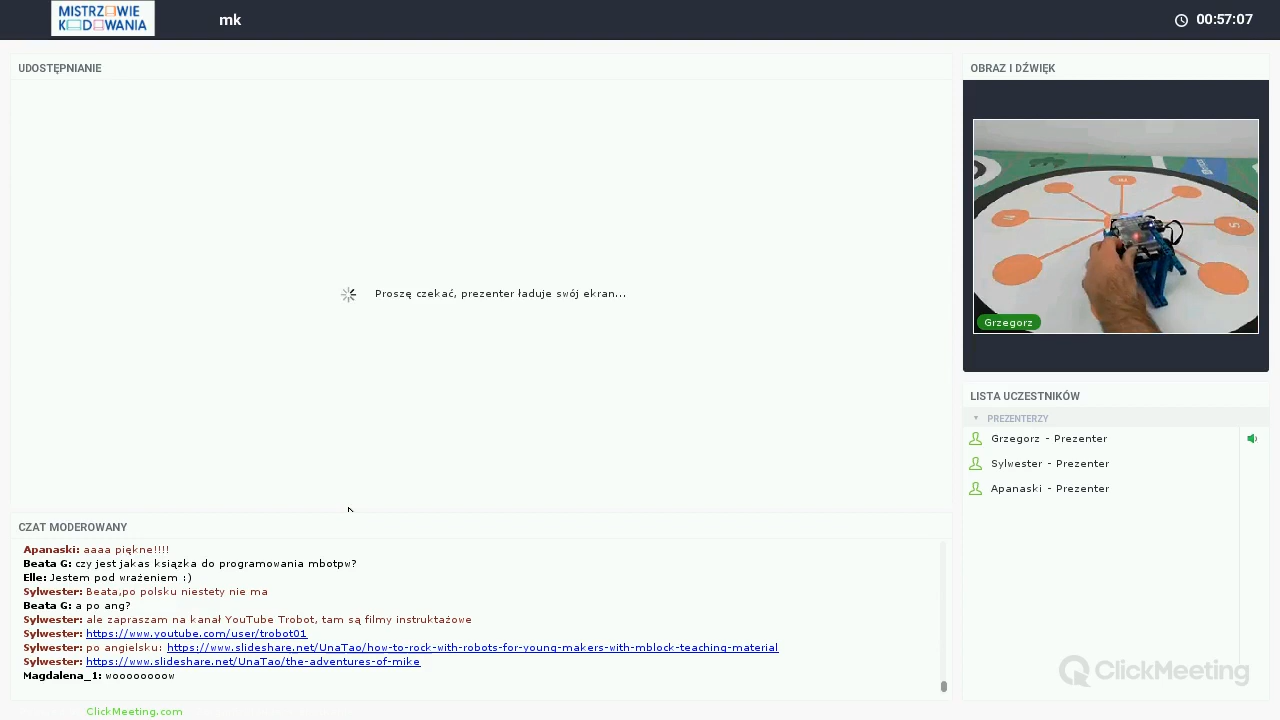 MISTRZOWIE KODOWANIA
mk
00:57:07
UDOSTĘPNIANIE
Proszę czekać, prezenter ładuje swój ekran...
OBRAZ I DŹWIĘK
Grzegorz
LISTA UCZESTNIKÓW
PREZENTERZY
Grzegorz - Prezenter
Sylwester - Prezenter
Apanaski - Prezenter
CZAT MODEROWANY
Apanaski: aaaa piękne!!!!
Beata G: czy jest jakas ksiązka do programowania mbotpw?
Elle: Jestem pod wrażeniem :)
Sylwester: Beata,po polsku niestety nie ma
Beata G: a po ang?
Sylwester: ale zapraszam na kanał YouTube Trobot, tam są filmy instruktażowe
Sylwester: https://www.youtube.com/user/trobot01
Sylwester: po angielsku: https://www.slideshare.net/UnaTao/how-to-rock-with-robots-for-young-makers-with-mblock-teaching-material
Sylwester: https://www.slideshare.net/UnaTao/the-adventures-of-mike
Magdalena_1: woooooooow
ClickMeeting
ClickMeeting.com